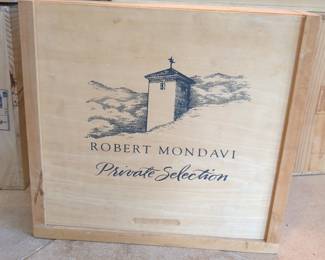 ROBERT MONDAVI
Private Selection